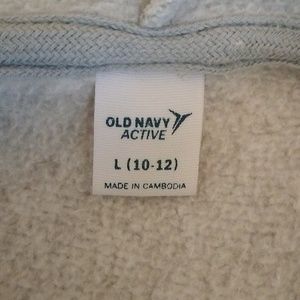 OLD NAVY
ACTIVE
L (10-12)
MADE IN CAMBODIA